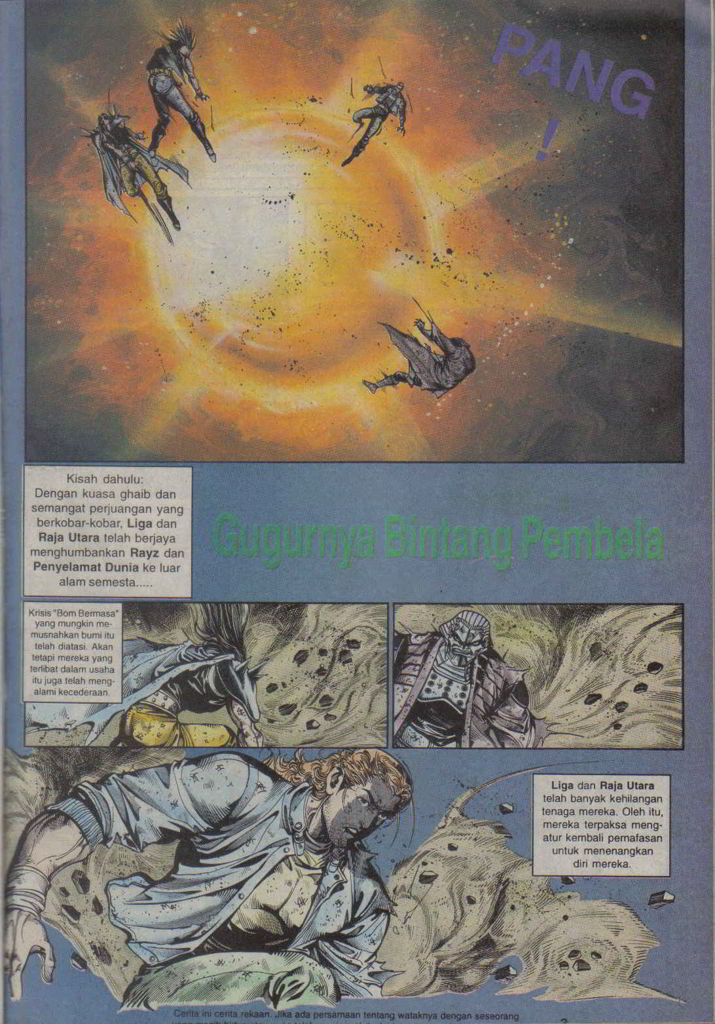 PANG
!
Kisah dahulu:
Dengan kuasa ghaib dan
semangat perjuangan yang
berkobar-kobar, Liga dan
Raja Utara telah berjaya
menghumbankan Rayz dan
Penyelamat Dunia ke luar
alam semesta.....
Gugurnya Bintang Pembela
Krisis "Bom Bermasa"
yang mungkin me-
musnahkan bumi itu
telah diatasi. Akan
tetapi mereka yang
terlibat dalam usaha
itu juga telah meng-
alami kecederaan.
Liga dan Raja Utara
telah banyak kehilangan
tenaga mereka. Oleh itu,
mereka terpaksa meng-
atur kembali pernafasan
untuk menenangkan
diri mereka.
Cerita ini cerita rekaan. Jika ada persamaan tentang wataknya dengan seseorang